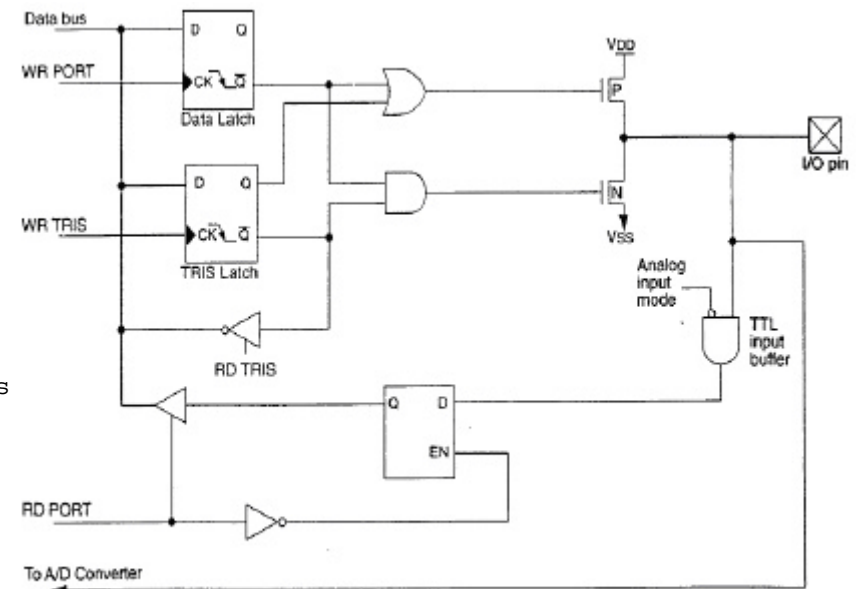 Data bus
WR PORT
D Q
CK Q
Data Latch
VDD
P
I/O pin
D Q
WR TRIS
CK Q
TRIS Latch
N
VSS
Analog
input
mode
TTL
input
buffer
RD TRIS
s
Q D
EN
RD PORT
To A/D Converter